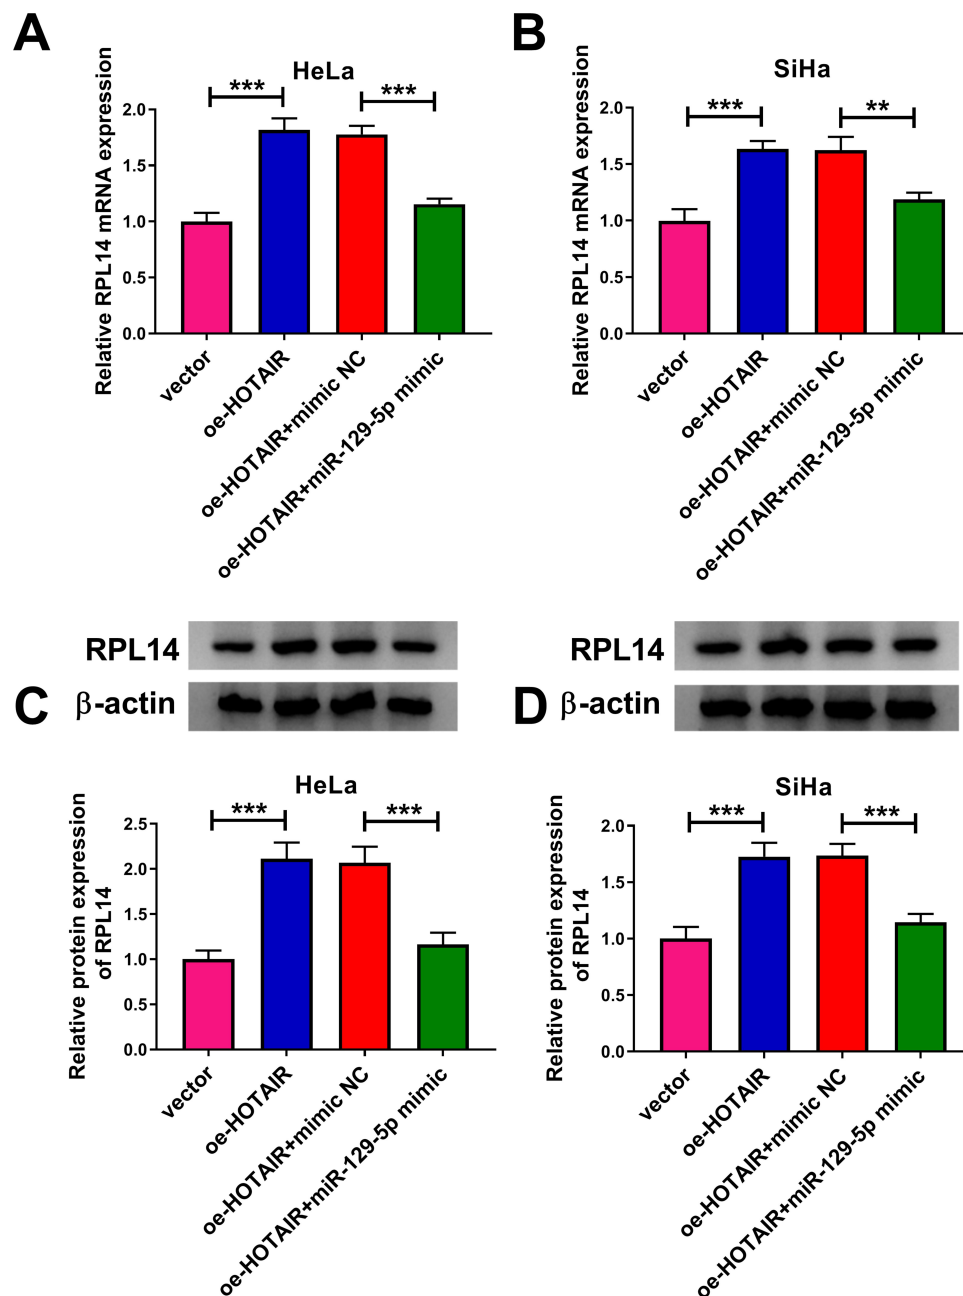 A
HeLa
Relative RPL14 mRNA expression
2.0
1.5
1.0
0.5
0.0
***
***
vector
oe-HOTAIR
oe-HOTAIR+mimic NC
oe-HOTAIR+miR-129-5p mimic
B
SiHa
Relative RPL14 mRNA expression
2.0
1.5
1.0
0.5
0.0
***
**
vector
oe-HOTAIR
oe-HOTAIR+mimic NC
oe-HOTAIR+miR-129-5p mimic
C
RPL14
β-actin
HeLa
Relative protein expression
of RPL14
2.5
2.0
1.5
1.0
0.5
0.0
***
***
vector
oe-HOTAIR
oe-HOTAIR+mimic NC
oe-HOTAIR+miR-129-5p mimic
D
RPL14
β-actin
SiHa
Relative protein expression
of RPL14
2.0
1.5
1.0
0.5
0.0
***
***
vector
oe-HOTAIR
oe-HOTAIR+mimic NC
oe-HOTAIR+miR-129-5p mimic